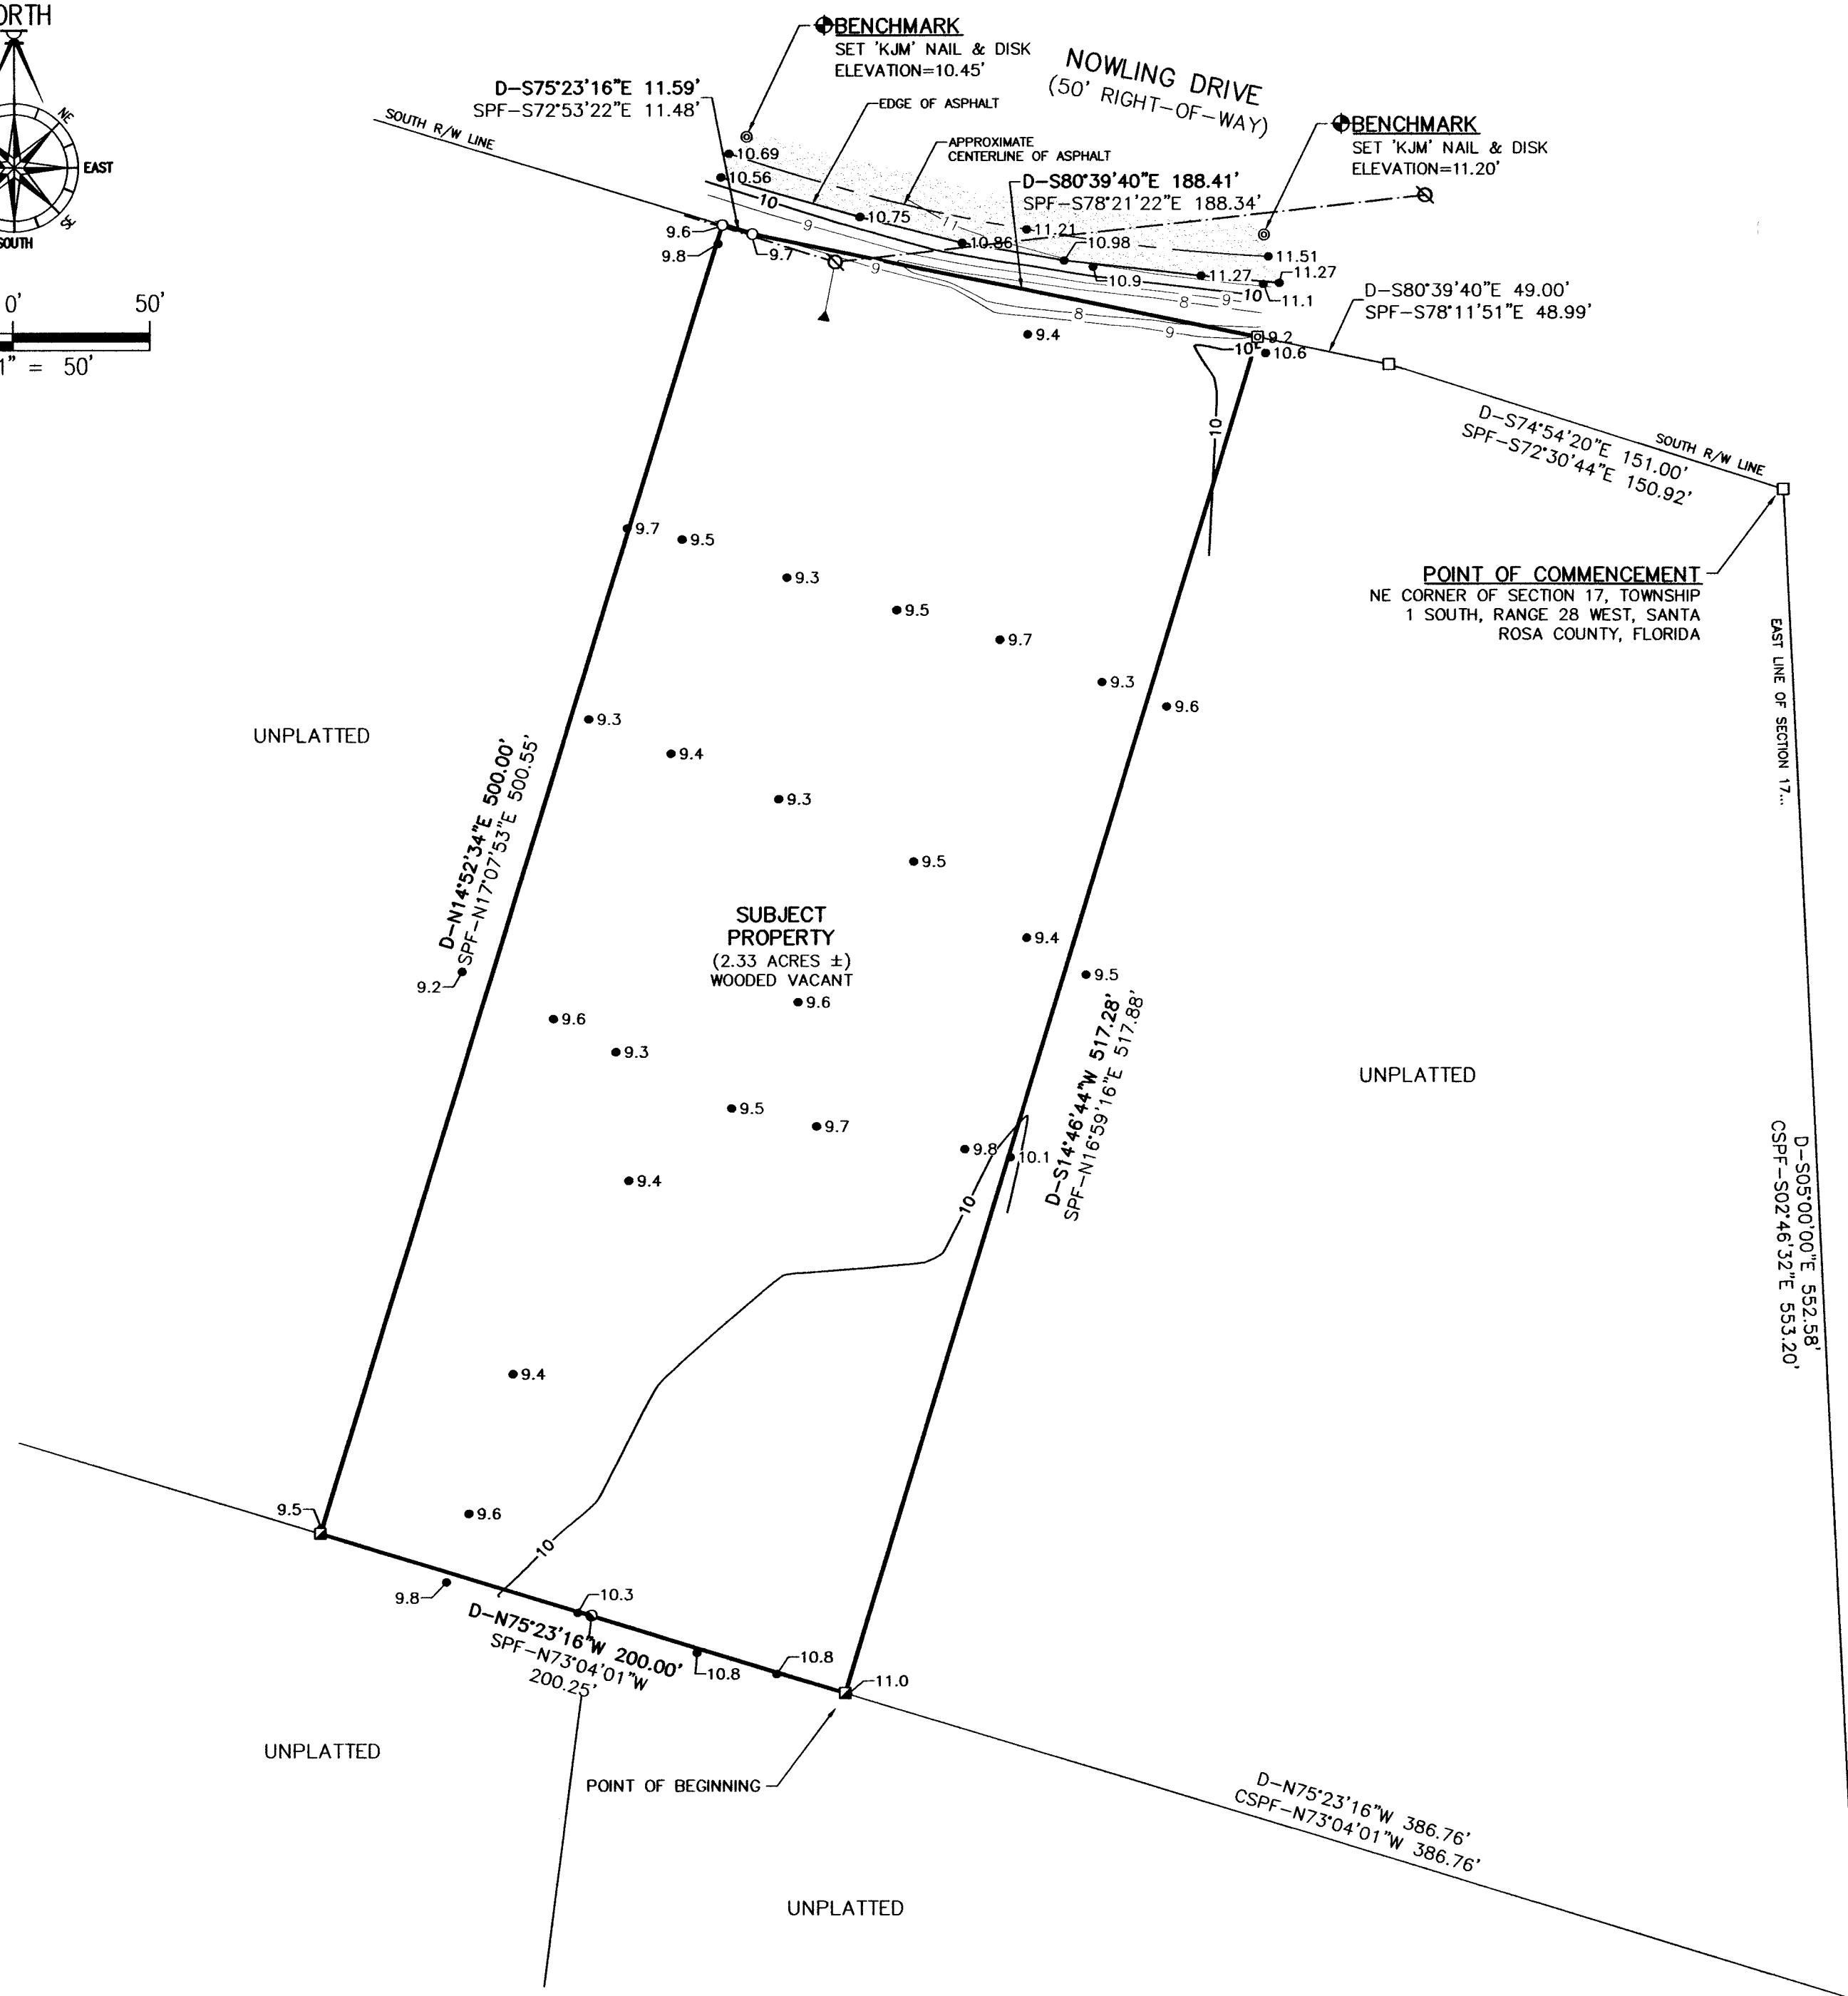 NORTH
NE
EAST
SE
SOUTH
0' 50'
1" = 50'
BENCHMARK
SET 'KJM' NAIL & DISK
ELEVATION=10.45'
NOWLING DRIVE
(50' RIGHT-OF-WAY)
D-S75°23'16"E 11.59'
SPF-S72°53'22"E 11.48'
SOUTH R/W LINE
EDGE OF ASPHALT
APPROXIMATE
CENTERLINE OF ASPHALT
BENCHMARK
SET 'KJM' NAIL & DISK
ELEVATION=11.20'
D-S80°39'40"E 188.41'
SPF-S78°21'22"E 188.34'
10.69
10.56
10
9
10.75
11
11.21
10.86
10.98
11.51
9.6
9.8
9.7
9
10.9
11.27
11.27
8
9
10
11.1
D-S80°39'40"E 49.00'
SPF-S78°11'51"E 48.99'
8
9
9.4
9.2
10
10.6
10
D-S74°54'20"E 151.00'
SPF-S72°30'44"E 150.92'
SOUTH R/W LINE
POINT OF COMMENCEMENT
NE CORNER OF SECTION 17, TOWNSHIP
1 SOUTH, RANGE 28 WEST, SANTA
ROSA COUNTY, FLORIDA
EAST LINE OF SECTION 17...
9.7
9.5
9.3
9.5
9.7
9.3
9.6
UNPLATTED
9.3
9.4
9.3
9.5
D-N14°52'34"E 500.00'
SPF-N17°07'53"E 500.55'
SUBJECT
PROPERTY
(2.33 ACRES ±)
WOODED VACANT
9.4
9.5
9.2
9.6
9.6
9.3
9.5
9.7
9.8
10.1
9.4
10
D-S14°46'44"W 517.28'
SPF-N16°59'16"E 517.88'
UNPLATTED
D-S05°00'00"E 552.58'
CSPF-S02°46'32"E 553.20'
9.4
9.5
9.6
10
9.8
10.3
D-N75°23'16"W 200.00'
SPF-N73°04'01"W
200.25'
10.8
10.8
11.0
UNPLATTED
POINT OF BEGINNING
D-N75°23'16"W 386.76'
CSPF-N73°04'01"W 386.76'
UNPLATTED